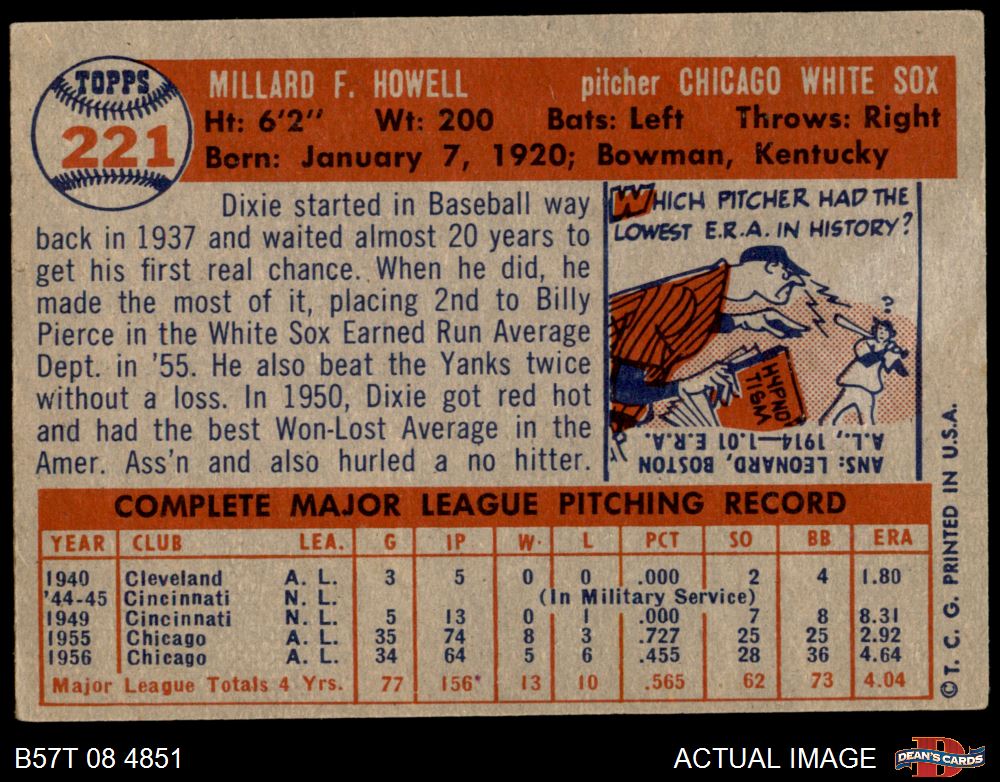 TOPPS
221
MILLARD F. HOWELL pitcher CHICAGO WHITE SOX
Ht: 6'2" Wt: 200 Bats: Left Throws: Right
Born: January 7, 1920; Bowman, Kentucky
Dixie started in Baseball way
back in 1937 and waited almost 20 years to
get his first real chance. When he did, he
made the most of it, placing 2nd to Billy
Pierce in the White Sox Earned Run Average
Dept. in '55. He also beat the Yanks twice
without a loss. In 1950, Dixie got red hot
and had the best Won-Lost Average in the
Amer. Ass'n and also hurled a no hitter.
WHICH PITCHER HAD THE
LOWEST E.R.A. IN HISTORY?
?
HYPNO
TISM
ANS: LEONARD, BOSTON
A.L., 1914—1.01 E.R.A.
COMPLETE MAJOR LEAGUE PITCHING RECORD
YEAR CLUB LEA. G IP W. L PCT SO BB ERA
1940 Cleveland A. L. 3 5 0 0 .000 2 4 1.80
'44-45 Cincinnati N. L. (In Military Service)
1949 Cincinnati N. L. 5 13 0 1 .000 7 8 8.31
1955 Chicago A. L. 35 74 8 3 .727 25 25 2.92
1956 Chicago A. L. 34 64 5 6 .455 28 36 4.64
Major League Totals 4 Yrs. 77 156* 13 10 .565 62 73 4.04
© T. C. G. PRINTED IN U.S.A.
B57T 08 4851 ACTUAL IMAGE
DEAN'S CARDS